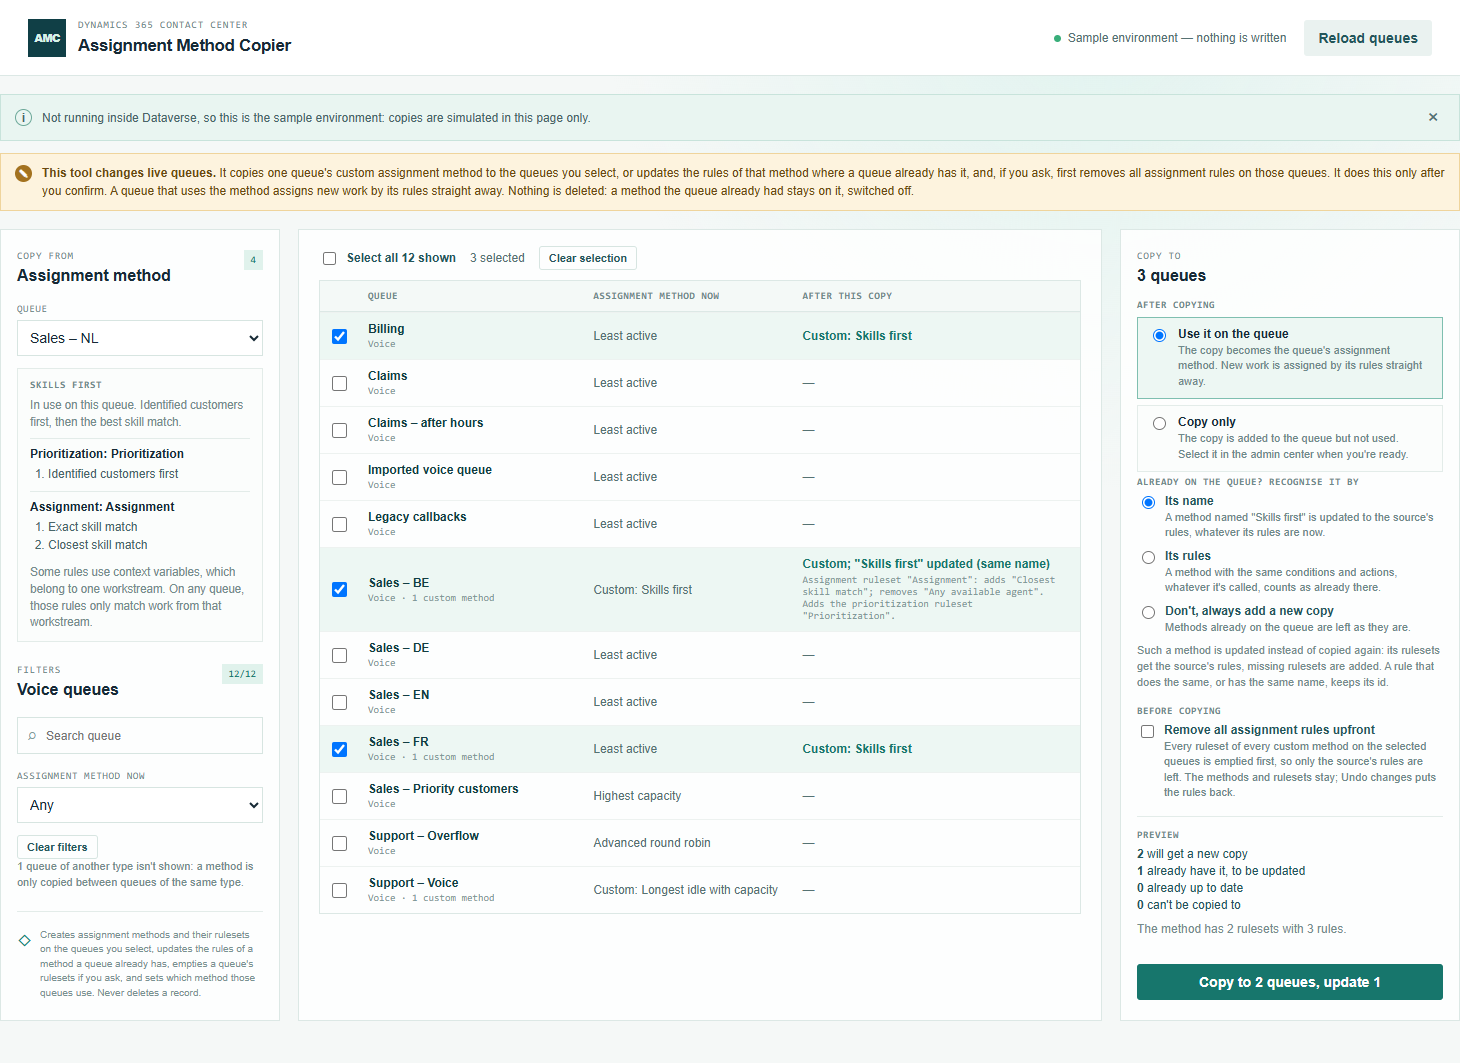 AMC
DYNAMICS 365 CONTACT CENTER
Assignment Method Copier
Sample environment — nothing is written
Reload queues
Not running inside Dataverse, so this is the sample environment: copies are simulated in this page only.
This tool changes live queues. It copies one queue's custom assignment method to the queues you select, or updates the rules of that method where a queue already has it, and, if you ask, first removes all assignment rules on those queues. It does this only after
you confirm. A queue that uses the method assigns new work by its rules straight away. Nothing is deleted: a method the queue already had stays on it, switched off.
COPY FROM
4
Assignment method
QUEUE
Sales – NL
SKILLS FIRST
In use on this queue. Identified customers
first, then the best skill match.
Prioritization: Prioritization
1. Identified customers first
Assignment: Assignment
1. Exact skill match
2. Closest skill match
Some rules use context variables, which
belong to one workstream. On any queue,
those rules only match work from that
workstream.
FILTERS
12/12
Voice queues
Search queue
ASSIGNMENT METHOD NOW
Any
Clear filters
1 queue of another type isn't shown: a method is
only copied between queues of the same type.
Creates assignment methods and their rulesets
on the queues you select, updates the rules of a
method a queue already has, empties a queue's
rulesets if you ask, and sets which method those
queues use. Never deletes a record.
Select all 12 shown
3 selected
Clear selection
QUEUE
ASSIGNMENT METHOD NOW
AFTER THIS COPY
Billing
Voice
Least active
Custom: Skills first
Claims
Voice
Least active
—
Claims – after hours
Voice
Least active
—
Imported voice queue
Voice
Least active
—
Legacy callbacks
Voice
Least active
—
Sales – BE
Voice · 1 custom method
Custom: Skills first
Custom; "Skills first" updated (same name)
Assignment ruleset "Assignment": adds "Closest
skill match"; removes "Any available agent".
Adds the prioritization ruleset
"Prioritization".
Sales – DE
Voice
Least active
—
Sales – EN
Voice
Least active
—
Sales – FR
Voice · 1 custom method
Least active
Custom: Skills first
Sales – Priority customers
Voice
Highest capacity
—
Support – Overflow
Voice
Advanced round robin
—
Support – Voice
Voice · 1 custom method
Custom: Longest idle with capacity
—
COPY TO
3 queues
AFTER COPYING
Use it on the queue
The copy becomes the queue's assignment
method. New work is assigned by its rules straight
away.
Copy only
The copy is added to the queue but not used.
Select it in the admin center when you're ready.
ALREADY ON THE QUEUE? RECOGNISE IT BY
Its name
A method named "Skills first" is updated to the source's
rules, whatever its rules are now.
Its rules
A method with the same conditions and actions,
whatever it's called, counts as already there.
Don't, always add a new copy
Methods already on the queue are left as they are.
Such a method is updated instead of copied again: its rulesets
get the source's rules, missing rulesets are added. A rule that
does the same, or has the same name, keeps its id.
BEFORE COPYING
Remove all assignment rules upfront
Every ruleset of every custom method on the selected
queues is emptied first, so only the source's rules are
left. The methods and rulesets stay; Undo changes puts
the rules back.
PREVIEW
2 will get a new copy
1 already have it, to be updated
0 already up to date
0 can't be copied to
The method has 2 rulesets with 3 rules.
Copy to 2 queues, update 1